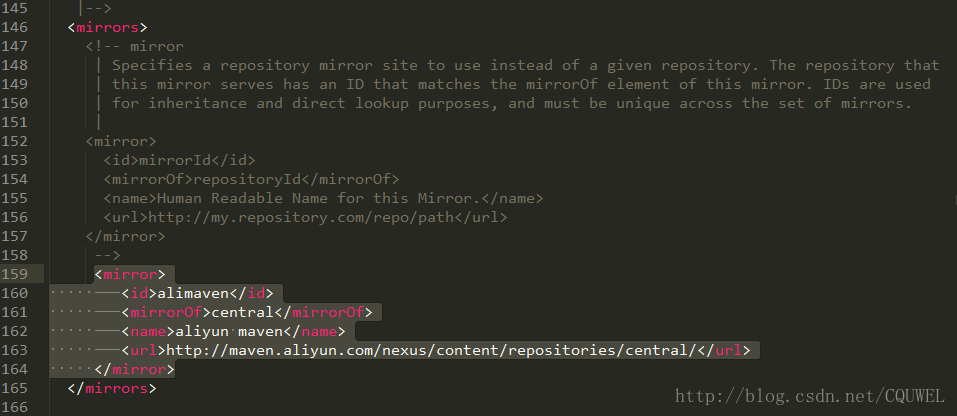 145 |-->
146 <mirrors>
147 <!-- mirror
148 | Specifies a repository mirror site to use instead of a given repository. The repository that
149 | this mirror serves has an ID that matches the mirrorOf element of this mirror. IDs are used
150 | for inheritance and direct lookup purposes, and must be unique across the set of mirrors.
151 |
152 <mirror>
153 <id>mirrorId</id>
154 <mirrorOf>repositoryId</mirrorOf>
155 <name>Human Readable Name for this Mirror.</name>
156 <url>http://my.repository.com/repo/path</url>
157 </mirror>
158 -->
159 <mirror>
160 <id>alimaven</id>
161 <mirrorOf>central</mirrorOf>
162 <name>aliyun maven</name>
163 <url>http://maven.aliyun.com/nexus/content/repositories/central/</url>
164 </mirror>
165 </mirrors>
166
http://blog.csdn.net/CQUWEL